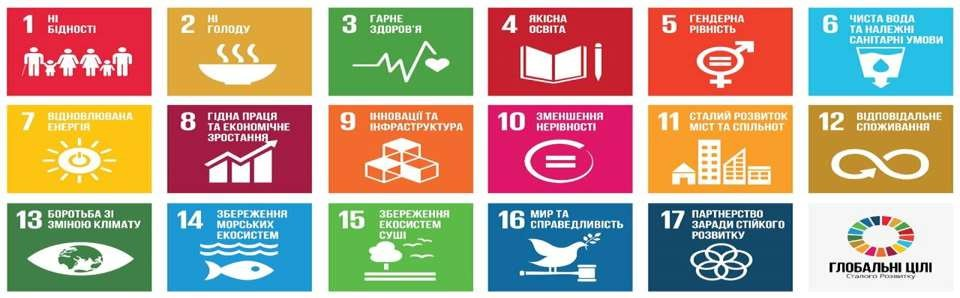 1 НІ
БІДНОСТІ
2 НІ
ГОЛОДУ
3 ГАРНЕ
ЗДОРОВ'Я
4 ЯКІСНА
ОСВІТА
5 ҐЕНДЕРНА
РІВНІСТЬ
6 ЧИСТА ВОДА
ТА НАЛЕЖНІ
САНІТАРНІ УМОВИ
7 ВІДНОВЛЮВАНА
ЕНЕРГІЯ
8 ГІДНА ПРАЦЯ
ТА ЕКОНОМІЧНЕ
ЗРОСТАННЯ
9 ІННОВАЦІЇ ТА
ІНФРАСТРУКТУРА
10 ЗМЕНШЕННЯ
НЕРІВНОСТІ
11 СТАЛИЙ РОЗВИТОК
МІСТ ТА СПІЛЬНОТ
12 ВІДПОВІДАЛЬНЕ
СПОЖИВАННЯ
13 БОРОТЬБА ЗІ
ЗМІНОЮ КЛІМАТУ
14 ЗБЕРЕЖЕННЯ
МОРСЬКИХ
ЕКОСИСТЕМ
15 ЗБЕРЕЖЕННЯ
ЕКОСИСТЕМ
СУШІ
16 МИР ТА
СПРАВЕДЛИВІСТЬ
17 ПАРТНЕРСТВО
ЗАРАДИ СТІЙКОГО
РОЗВИТКУ
ГЛОБАЛЬНІ ЦІЛІ
Сталого Розвитку